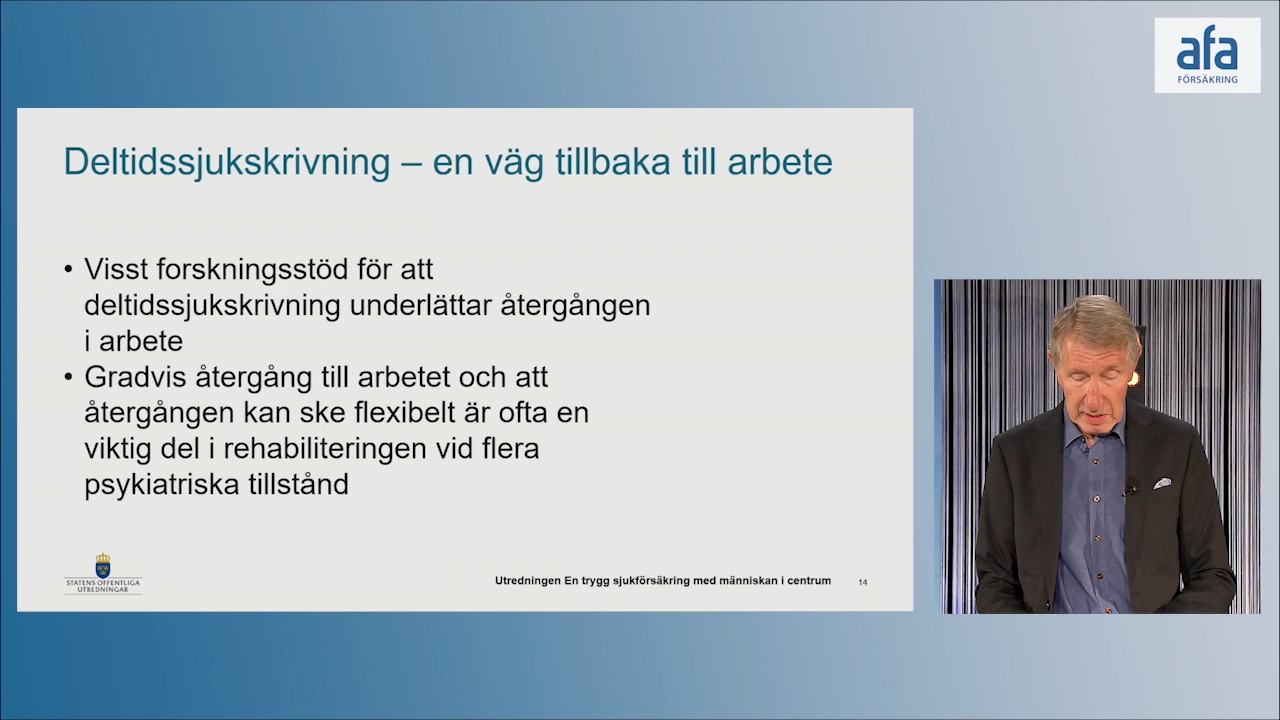 afa
FÖRSÄKRING
Deltidssjukskrivning – en väg tillbaka till arbete
• Visst forskningsstöd för att
deltidssjukskrivning underlättar återgången
i arbete
• Gradvis återgång till arbetet och att
återgången kan ske flexibelt är ofta en
viktig del i rehabiliteringen vid flera
psykiatriska tillstånd
STATENS OFFENTLIGA
UTREDNINGAR
Utredningen En trygg sjukförsäkring med människan i centrum
14